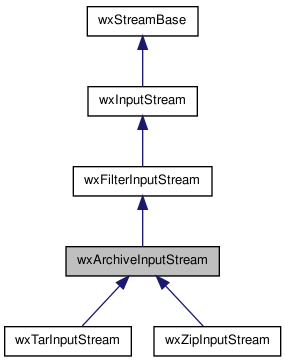 wxStreamBase
wxInputStream
wxFilterInputStream
wxArchiveInputStream
wxTarInputStream
wxZipInputStream